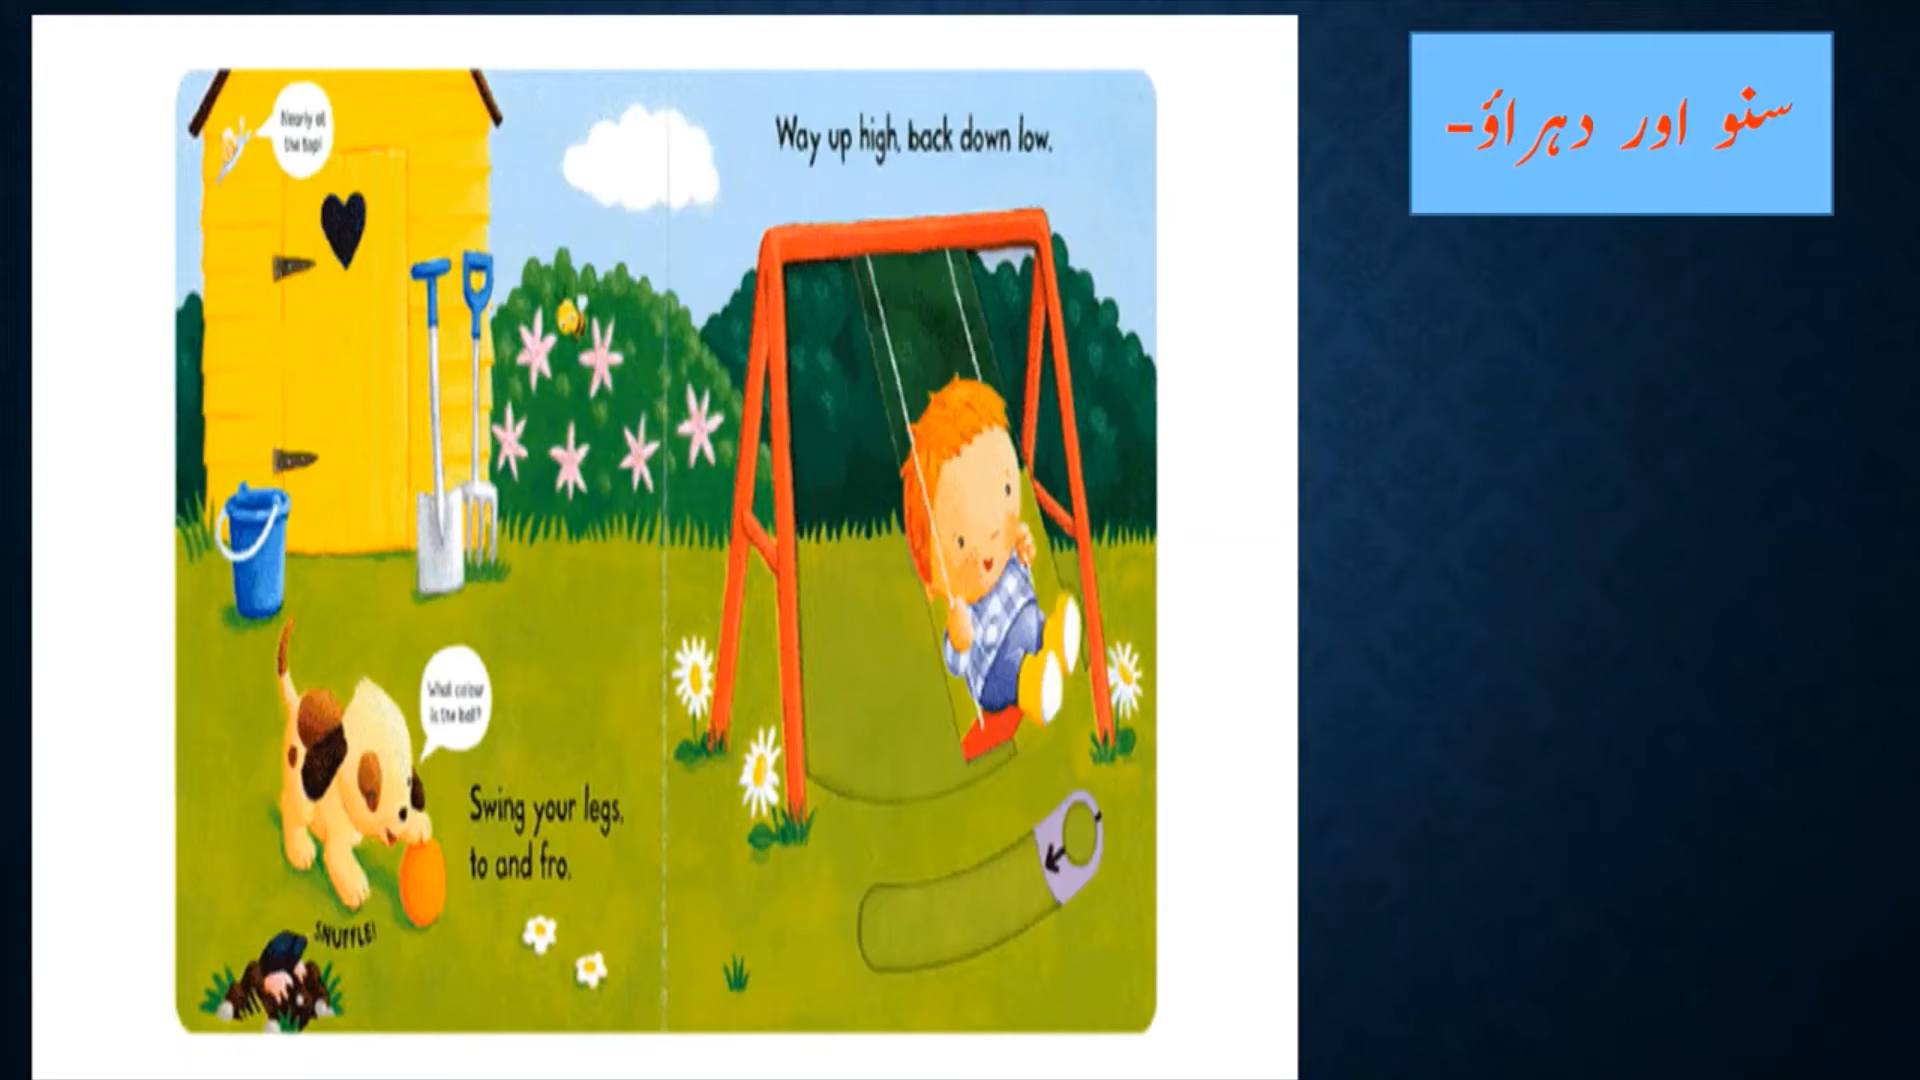 سنو اور دہراؤ-
Nearly at
the top!
Way up high, back down low.
What colour
is the ball?
Swing your legs,
to and fro.
SNUFFLE!